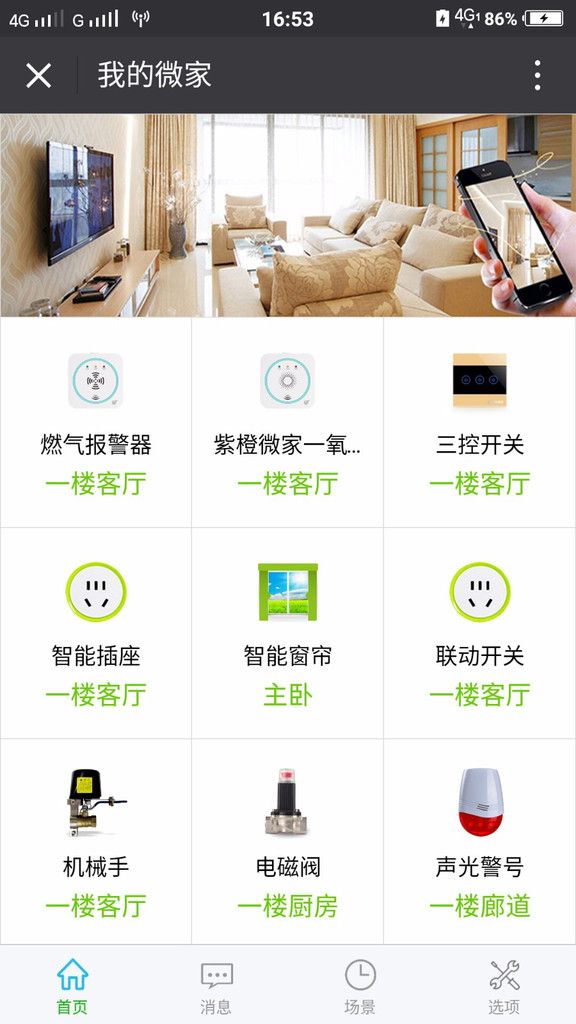 4G G 16:53 4G1 86%
我的微家
燃气报警器 紫橙微家一氧... 三控开关
一楼客厅 一楼客厅 一楼客厅
智能插座 智能窗帘 联动开关
一楼客厅 主卧 一楼客厅
机械手 电磁阀 声光警号
一楼客厅 一楼厨房 一楼廊道
首页 消息 场景 选项